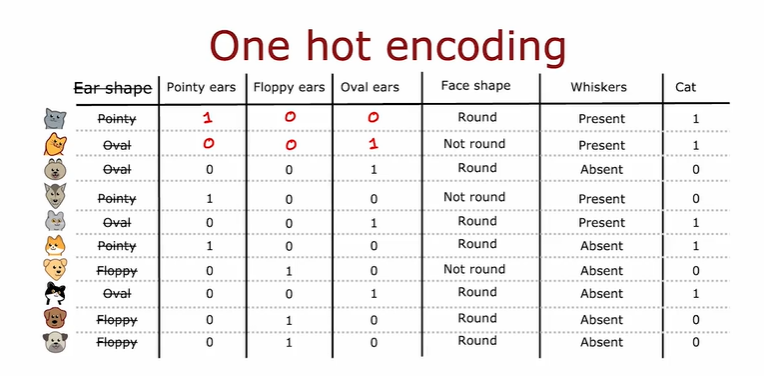 One hot encoding
Ear shape Pointy ears Floppy ears Oval ears Face shape Whiskers Cat
Pointy 1 0 0 Round Present 1
Oval 0 0 1 Not round Present 1
Oval 0 0 1 Round Absent 0
Pointy 1 0 0 Not round Present 0
Oval 0 0 1 Round Present 1
Pointy 1 0 0 Round Absent 1
Floppy 0 1 0 Not round Absent 0
Oval 0 0 1 Round Absent 1
Floppy 0 1 0 Round Absent 0
Floppy 0 1 0 Round Absent 0